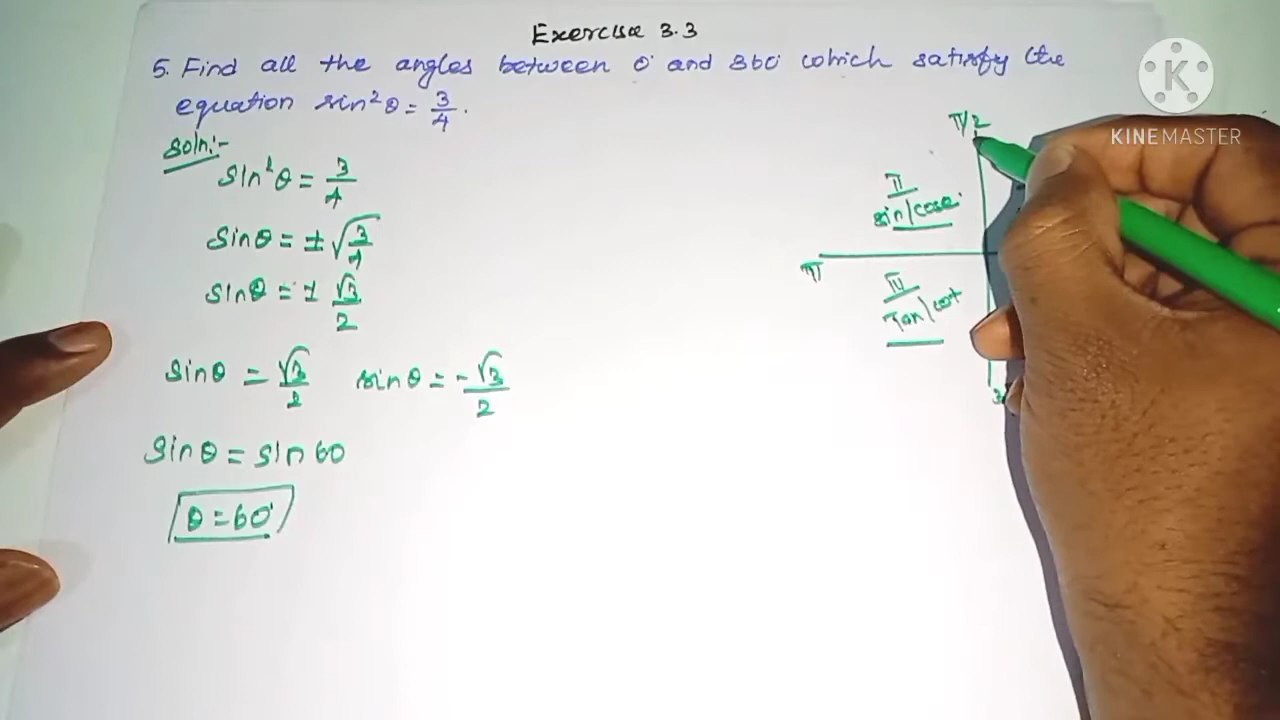 Exercise 3.3
5. Find all the angles between 0° and 360° which satisfy the
equation sin²θ = 3/4.
Soln:-
sin²θ = 3/4
sinθ = ± √3/4
sinθ = ± √3/2
sinθ = √3/2 sinθ = -√3/2
sinθ = sin 60
θ = 60°
π/2
II
sin/cosec
π
III
Tan/cot
3
K
KINEMASTER